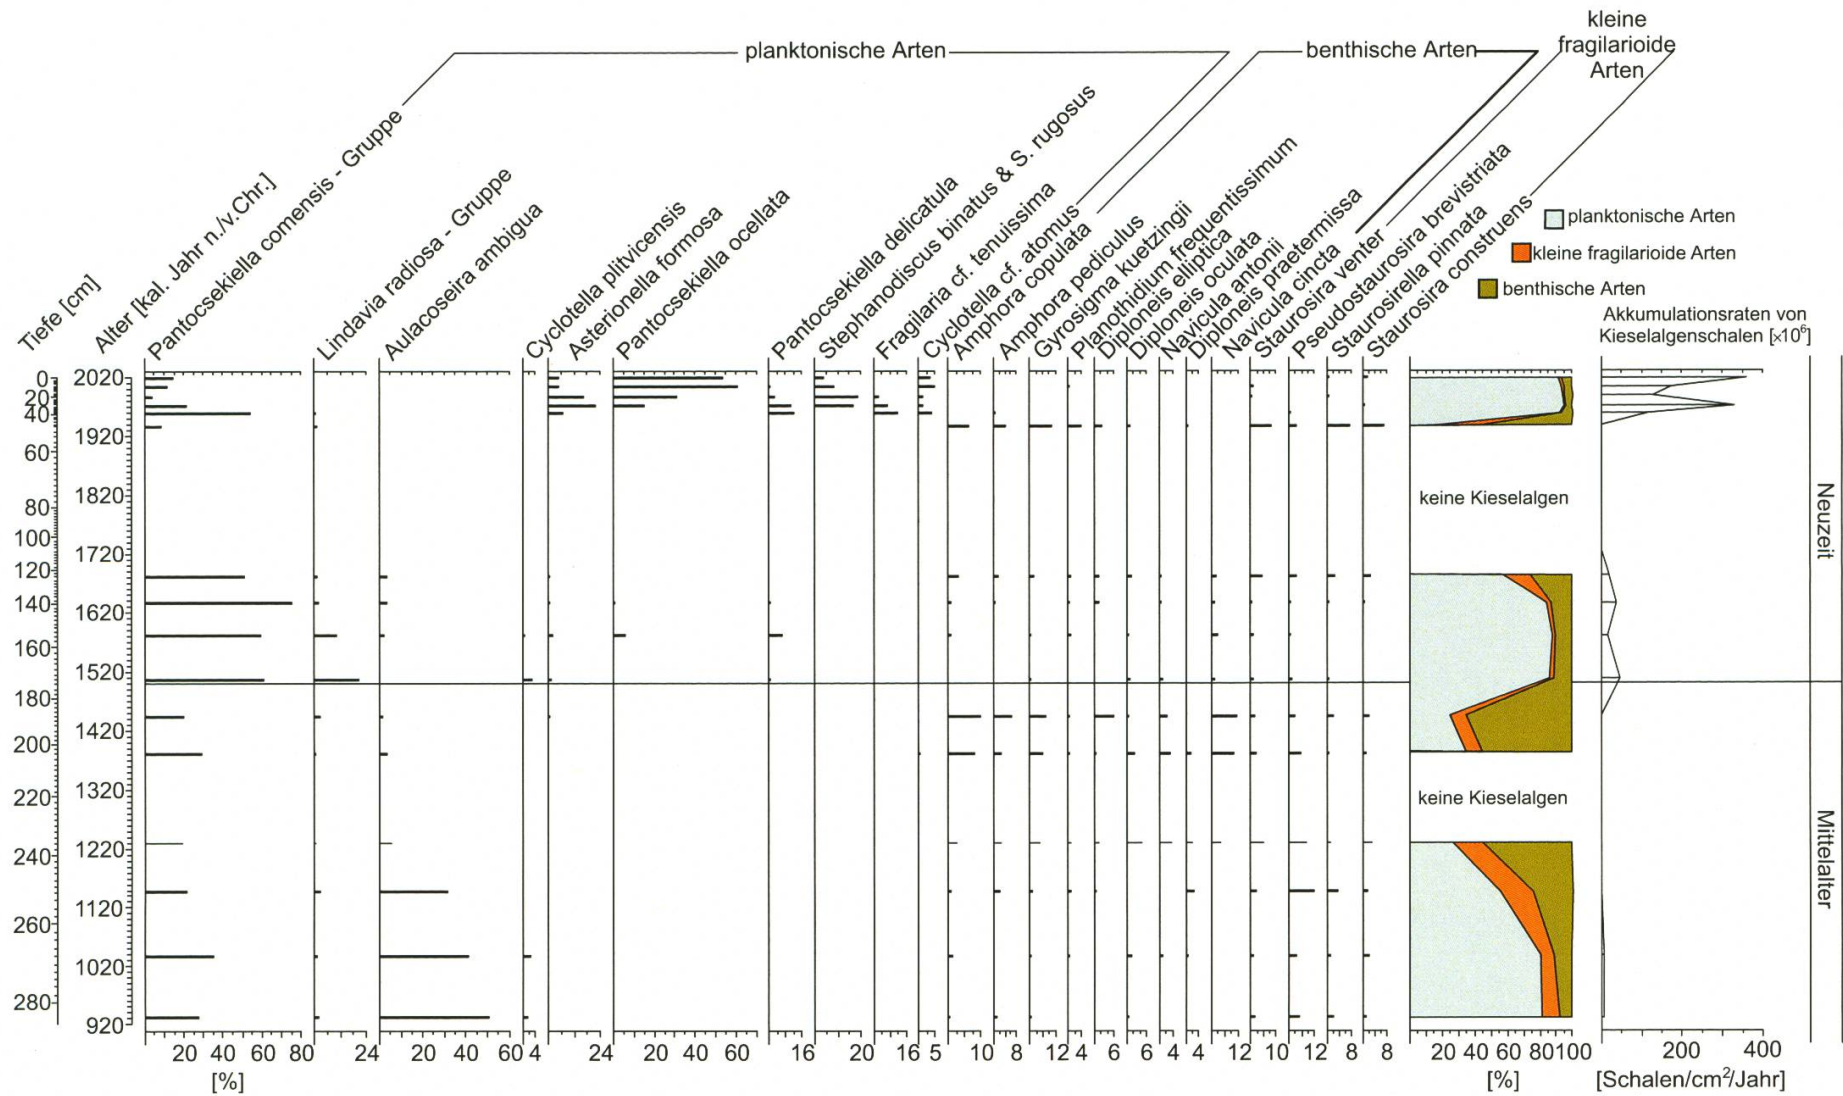 planktonische Arten
benthische Arten
kleine
fragilarioide
Arten
Tiefe [cm]
Alter [kal. Jahr n./v.Chr.]
Pantocsekiella comensis - Gruppe
Lindavia radiosa - Gruppe
Aulacoseira ambigua
Cyclotella plitvicensis
Asterionella formosa
Pantocsekiella ocellata
Pantocsekiella delicatula
Stephanodiscus binatus & S. rugosus
Fragilaria cf. tenuissima
Cyclotella cf. atomus
Amphora copulata
Amphora pediculus
Gyrosigma kuetzingii
Planothidium frequentissimum
Diploneis elliptica
Diploneis oculata
Navicula antonii
Diploneis praetermissa
Navicula cincta
Staurosira venter
Pseudostaurosira brevistriata
Staurosirella pinnata
Staurosira construens
planktonische Arten
kleine fragilarioide Arten
benthische Arten
Akkumulationsraten von
Kieselalgenschalen [×10⁶]
0
20
40
60
80
100
120
140
160
180
200
220
240
260
280
2020
1920
1820
1720
1620
1520
1420
1320
1220
1120
1020
920
keine Kieselalgen
keine Kieselalgen
Neuzeit
Mittelalter
20 40 60 80 24 20 40 60 4 24 20 40 60 16 20 16 5 10 8 12 4 6 6 4 4 12 10 12 8 8 20 40 60 80 100 200 400
[%] [%] [Schalen/cm²/Jahr]